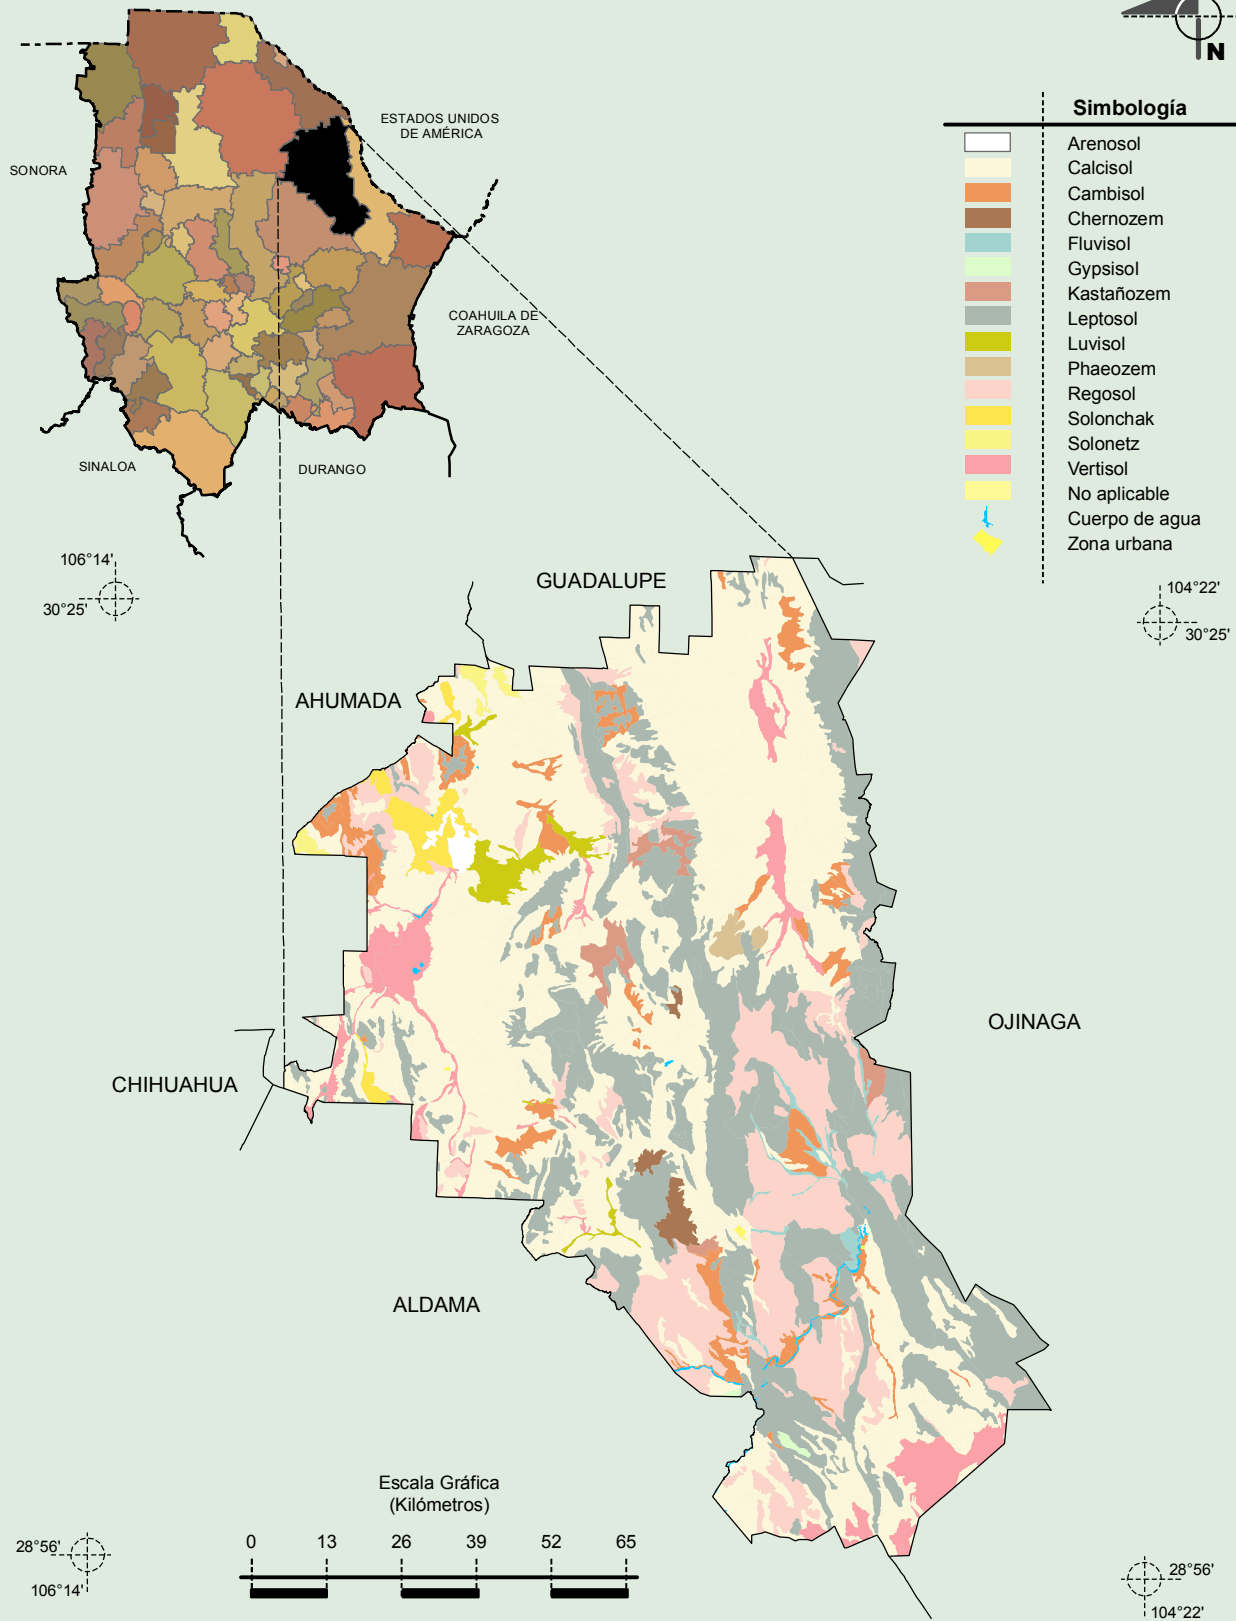 N
ESTADOS UNIDOS
DE AMÉRICA
SONORA
COAHUILA DE
ZARAGOZA
SINALOA
DURANGO
Simbología
Arenosol
Calcisol
Cambisol
Chernozem
Fluvisol
Gypsisol
Kastañozem
Leptosol
Luvisol
Phaeozem
Regosol
Solonchak
Solonetz
Vertisol
No aplicable
Cuerpo de agua
Zona urbana
106°14'
30°25'
104°22'
30°25'
GUADALUPE
AHUMADA
OJINAGA
CHIHUAHUA
ALDAMA
Escala Gráfica
(Kilómetros)
0 13 26 39 52 65
28°56'
106°14'
28°56'
104°22'